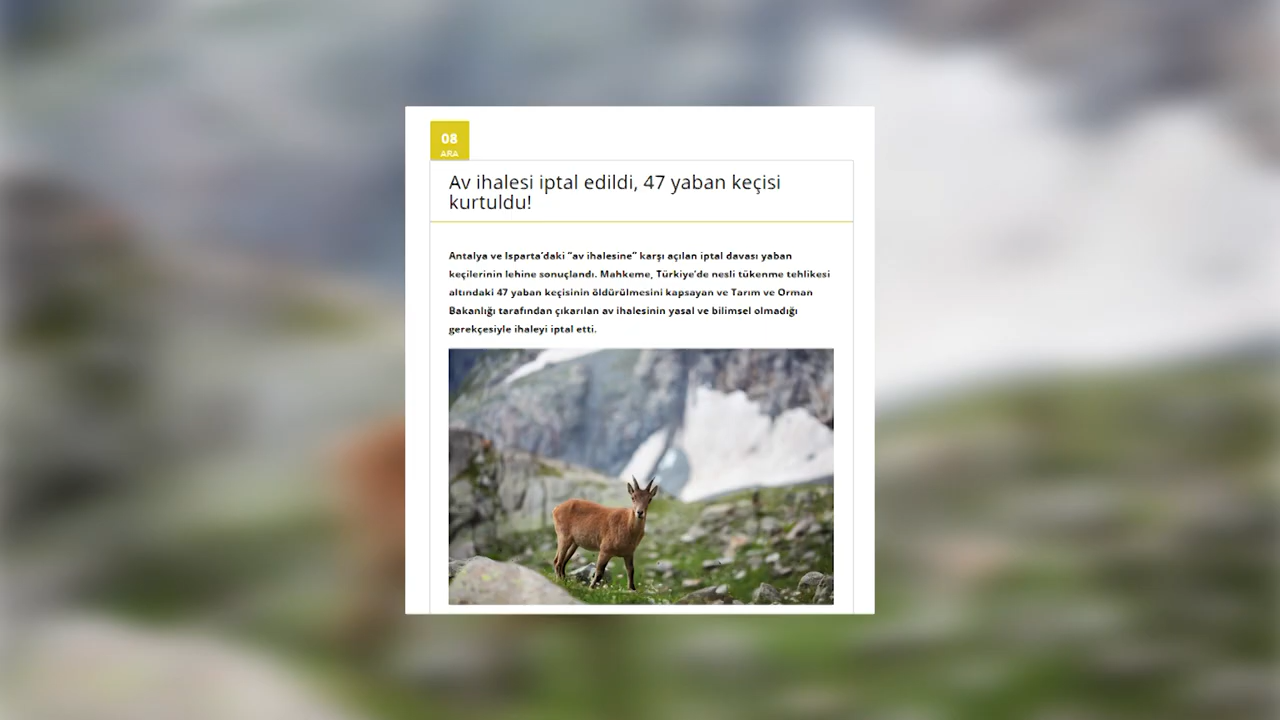 08
ARA
Av ihalesi iptal edildi, 47 yaban keçisi
kurtuldu!
Antalya ve Isparta’daki “av ihalesine” karşı açılan iptal davası yaban
keçilerinin lehine sonuçlandı. Mahkeme, Türkiye’de nesli tükenme tehlikesi
altındaki 47 yaban keçisinin öldürülmesini kapsayan ve Tarım ve Orman
Bakanlığı tarafından çıkarılan av ihalesinin yasal ve bilimsel olmadığı
gerekçesiyle ihaleyi iptal etti.